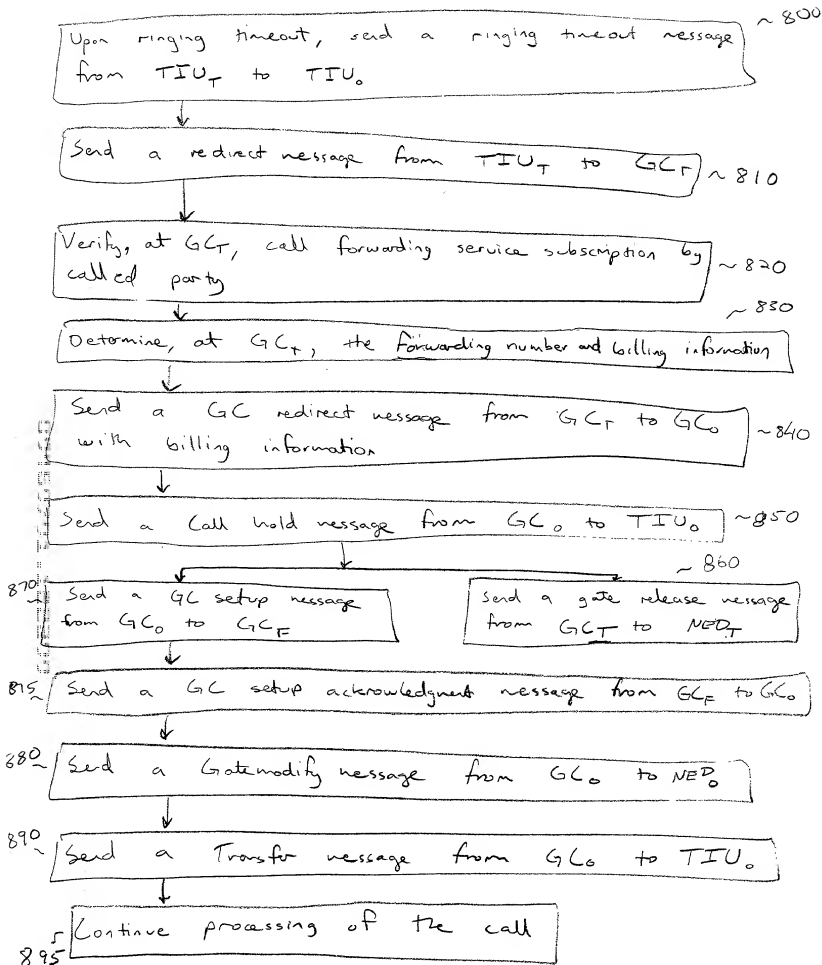 ~ 800
Upon ringing timeout, send a ringing timeout message
from TIU_T to TIU_O
Send a redirect message from TIU_T to GC_T
~ 810
Verify, at GC_T, call forwarding service subscription by
called party
~ 820
~ 830
Determine, at GC_T, the forwarding number and billing information
Send a GC redirect message from GC_T to GC_O
with billing information
~840
Send a Call hold message from GC_O to TIU_O
~850
~ 860
870
Send a GC setup message
from GC_O to GC_F
Send a gate release message
from GC_T to NED_T
875
Send a GC setup acknowledgment message from GC_F to GC_O
880
Send a Gatemodify message from GC_O to NED_O
890
Send a Transfer message from GC_O to TIU_O
Continue processing of the call
895